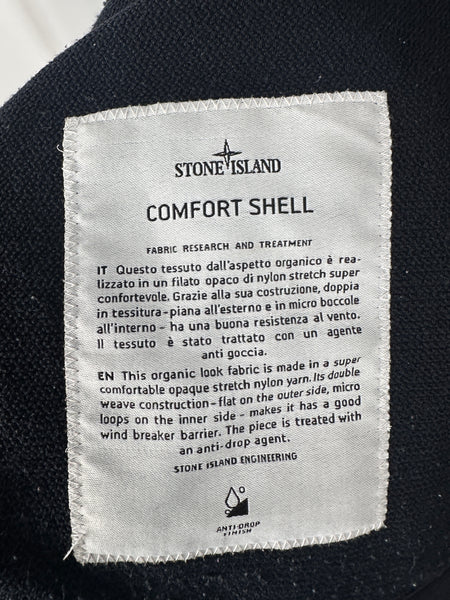 STONE ISLAND
COMFORT SHELL
FABRIC RESEARCH AND TREATMENT
IT Questo tessuto dall'aspetto organico è rea-
lizzato in un filato opaco di nylon stretch super
confortevole. Grazie alla sua costruzione, doppia
in tessitura-piana all'esterno e in micro boccole
all'interno - ha una buona resistenza al vento.
Il tessuto è stato trattato con un agente
anti goccia.
EN This organic look fabric is made in a super
comfortable opaque stretch nylon yarn. Its double
weave construction - flat on the outer side, micro
loops on the inner side - makes it has a good
wind breaker barrier. The piece is treated with
an anti-drop agent.
STONE ISLAND ENGINEERING
ANTI-DROP
FINISH